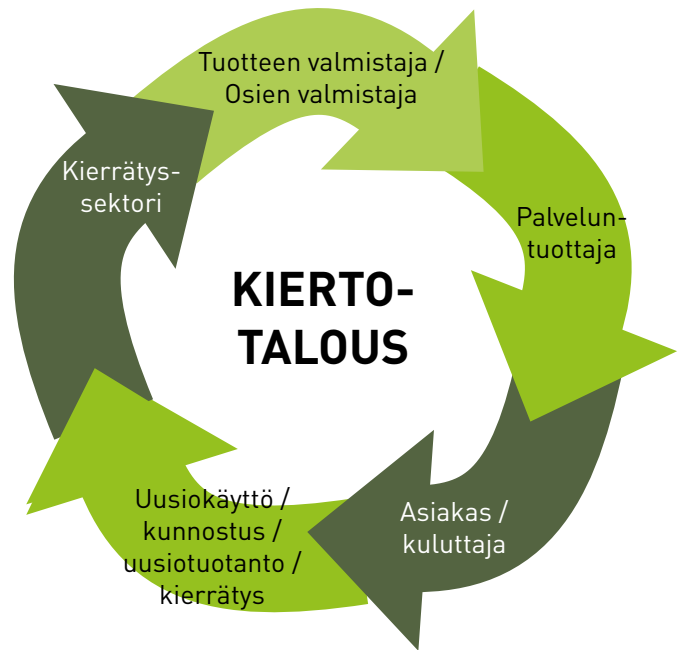 Tuotteen valmistaja /
Osien valmistaja
Palvelun-
tuottaja
Asiakas /
kuluttaja
Uusiokäyttö /
kunnostus /
uusiotuotanto /
kierrätys
Kierrätys-
sektori
KIERTO-
TALOUS